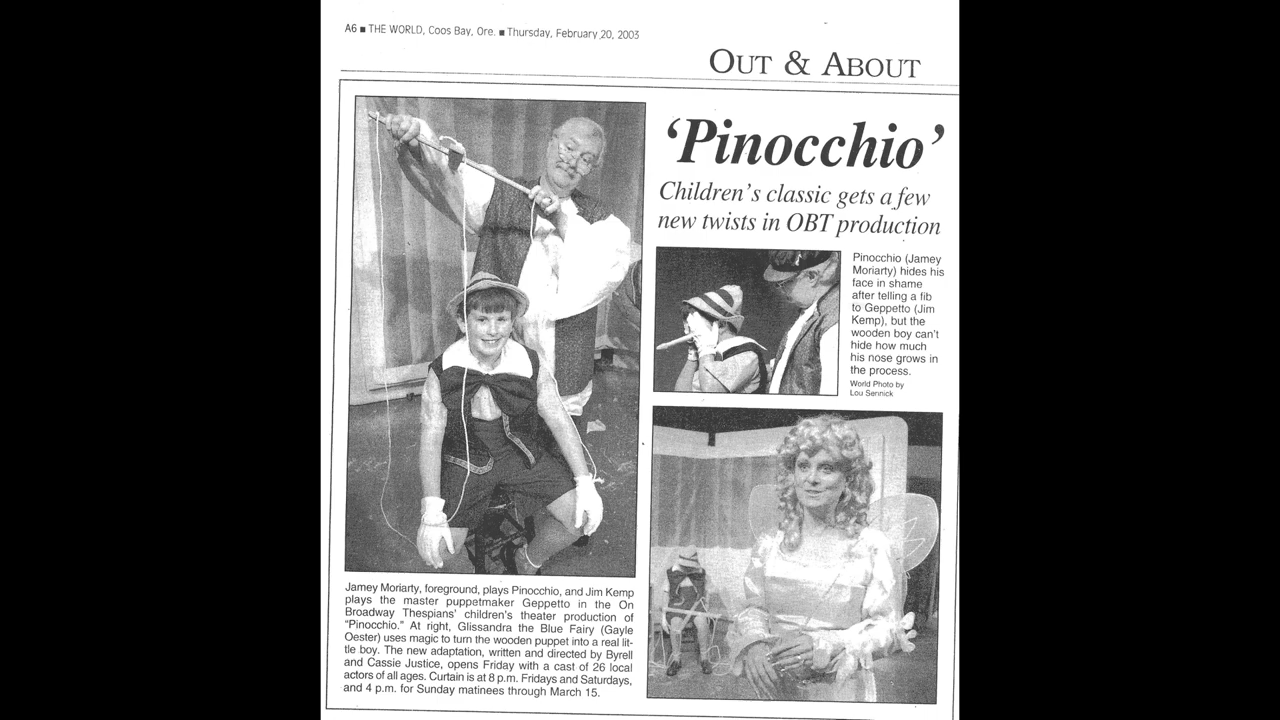 A6 ■ THE WORLD, Coos Bay, Ore. ■ Thursday, February 20, 2003
OUT & ABOUT
‘Pinocchio’
Children’s classic gets a few
new twists in OBT production
Pinocchio (Jamey
Moriarty) hides his
face in shame
after telling a fib
to Geppetto (Jim
Kemp), but the
wooden boy can’t
hide how much
his nose grows in
the process.
World Photo by
Lou Sennick
Jamey Moriarty, foreground, plays Pinocchio, and Jim Kemp
plays the master puppetmaker Geppetto in the On
Broadway Thespians’ children’s theater production of
“Pinocchio.” At right, Glissandra the Blue Fairy (Gayle
Oester) uses magic to turn the wooden puppet into a real lit-
tle boy. The new adaptation, written and directed by Byrell
and Cassie Justice, opens Friday with a cast of 26 local
actors of all ages. Curtain is at 8 p.m. Fridays and Saturdays,
and 4 p.m. for Sunday matinees through March 15.